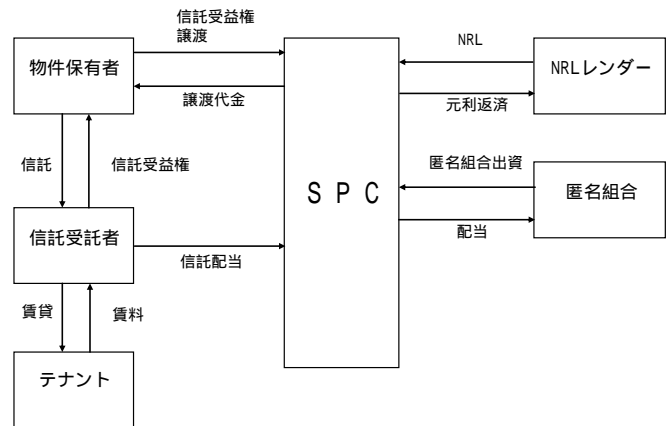 信託受益権
譲渡
物件保有者
NRL
NRLレンダー
譲渡代金
元利返済
信託
信託受益権
ＳＰＣ
匿名組合出資
匿名組合
信託受託者
信託配当
配当
賃貸
賃料
テナント